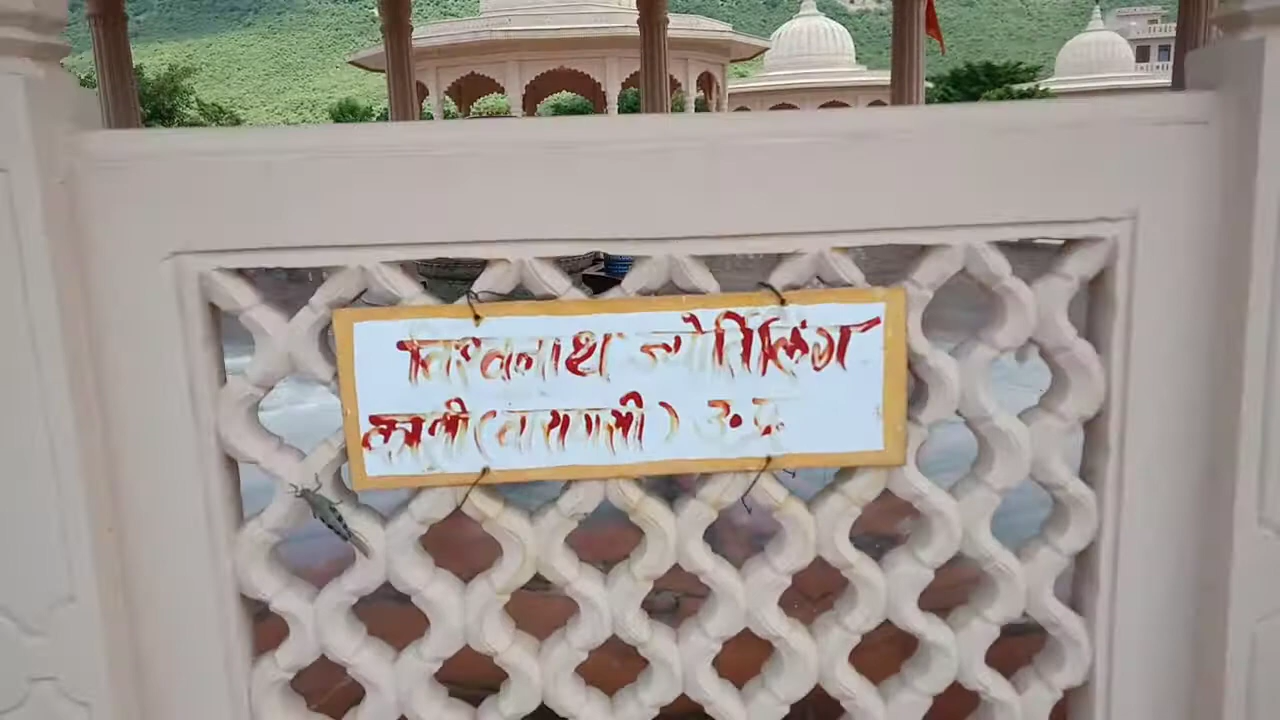 विश्वनाथ ज्योर्तिलिंग
काशी (वाराणसी) उ॰ प्र॰